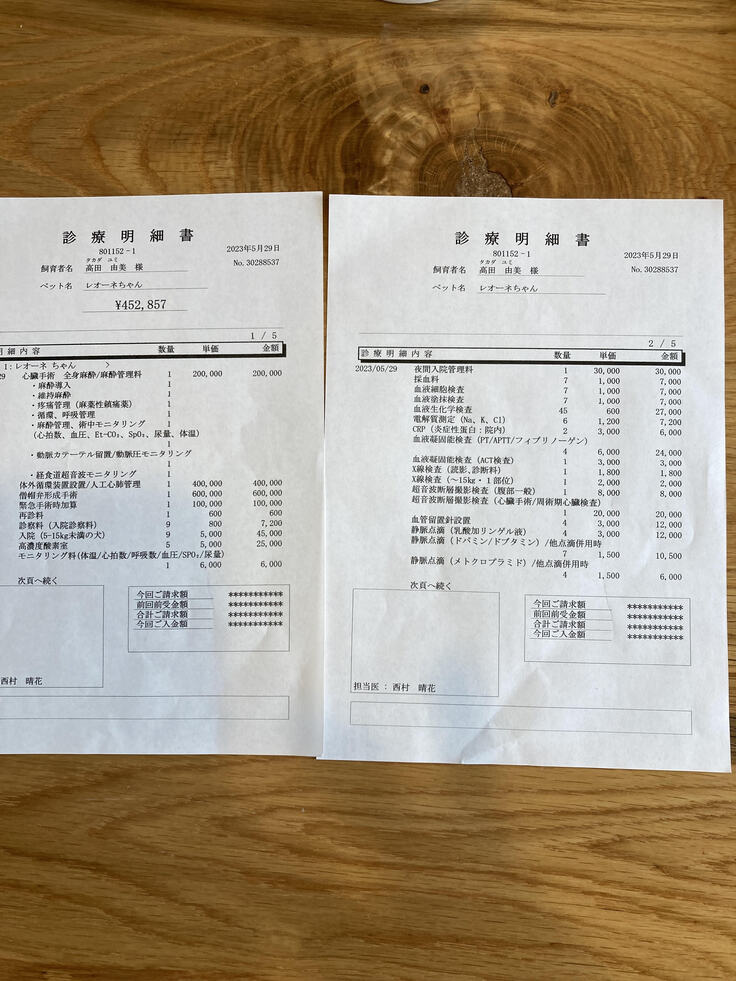 診療明細書
801152-1
2023年5月29日
タカダ ユミ
飼育者名 高田 由美 様
No.30288537
ペット名 レオーネちゃん
¥452,857
1 / 5
明細内容 数量 単価 金額
1:レオーネ ちゃん >
29 心臓手術 全身麻酔/麻酔管理料 1 200,000 200,000
・麻酔導入 1
・維持麻酔 1
・疼痛管理（麻薬性鎮痛薬） 1
・循環、呼吸管理 1
・麻酔管理、術中モニタリング 1
(心拍数、血圧、Et-CO₂、SpO₂、尿量、体温)
1
・動脈カテーテル留置/動脈圧モニタリング
1
・経食道超音波モニタリング 1
体外循環装置設置/人工心肺管理 1 400,000 400,000
僧帽弁形成手術 1 600,000 600,000
緊急手術時加算 1 100,000 100,000
再診料 1 600 600
診察料（入院診察料） 9 800 7,200
入院（5-15kg未満の犬） 9 5,000 45,000
高濃度酸素室 5 5,000 25,000
モニタリング料(体温/心拍数/呼吸数/血圧/SPO₂/尿量)
1 6,000 6,000
次頁へ続く
今回ご請求額 ***********
前回前受金額 ***********
合計ご請求額 ***********
今回ご入金額 ***********
西村 晴花
診療明細書
801152-1
2023年5月29日
タカダ ユミ
飼育者名 高田 由美 様
No.30288537
ペット名 レオーネちゃん
2 / 5
診療明細内容 数量 単価 金額
2023/05/29 夜間入院管理料 1 30,000 30,000
採血料 7 1,000 7,000
血液細胞検査 7 1,000 7,000
血液塗抹検査 7 1,000 7,000
血液生化学検査 45 600 27,000
電解質測定（Na、K、Cl） 6 1,200 7,200
CRP（炎症性蛋白：院内） 2 3,000 6,000
血液凝固能検査（PT/APTT/フィブリノーゲン）
4 6,000 24,000
血液凝固能検査（ACT検査） 1 3,000 3,000
X線検査（読影,診断料） 1 1,800 1,800
X線検査（～15kg・1部位） 1 2,000 2,000
超音波断層撮影検査（腹部一般） 1 8,000 8,000
超音波断層撮影検査（心臓手術/周術期心臓検査）
1 20,000 20,000
血管留置針設置 4 3,000 12,000
静脈点滴（乳酸加リンゲル液） 4 3,000 12,000
静脈点滴（ドパミン/ドブタミン）/他点滴併用時
7 1,500 10,500
静脈点滴（メトクロプラミド）/他点滴併用時
4 1,500 6,000
次頁へ続く
今回ご請求額 ***********
前回前受金額 ***********
合計ご請求額 ***********
今回ご入金額 ***********
担当医：西村 晴花